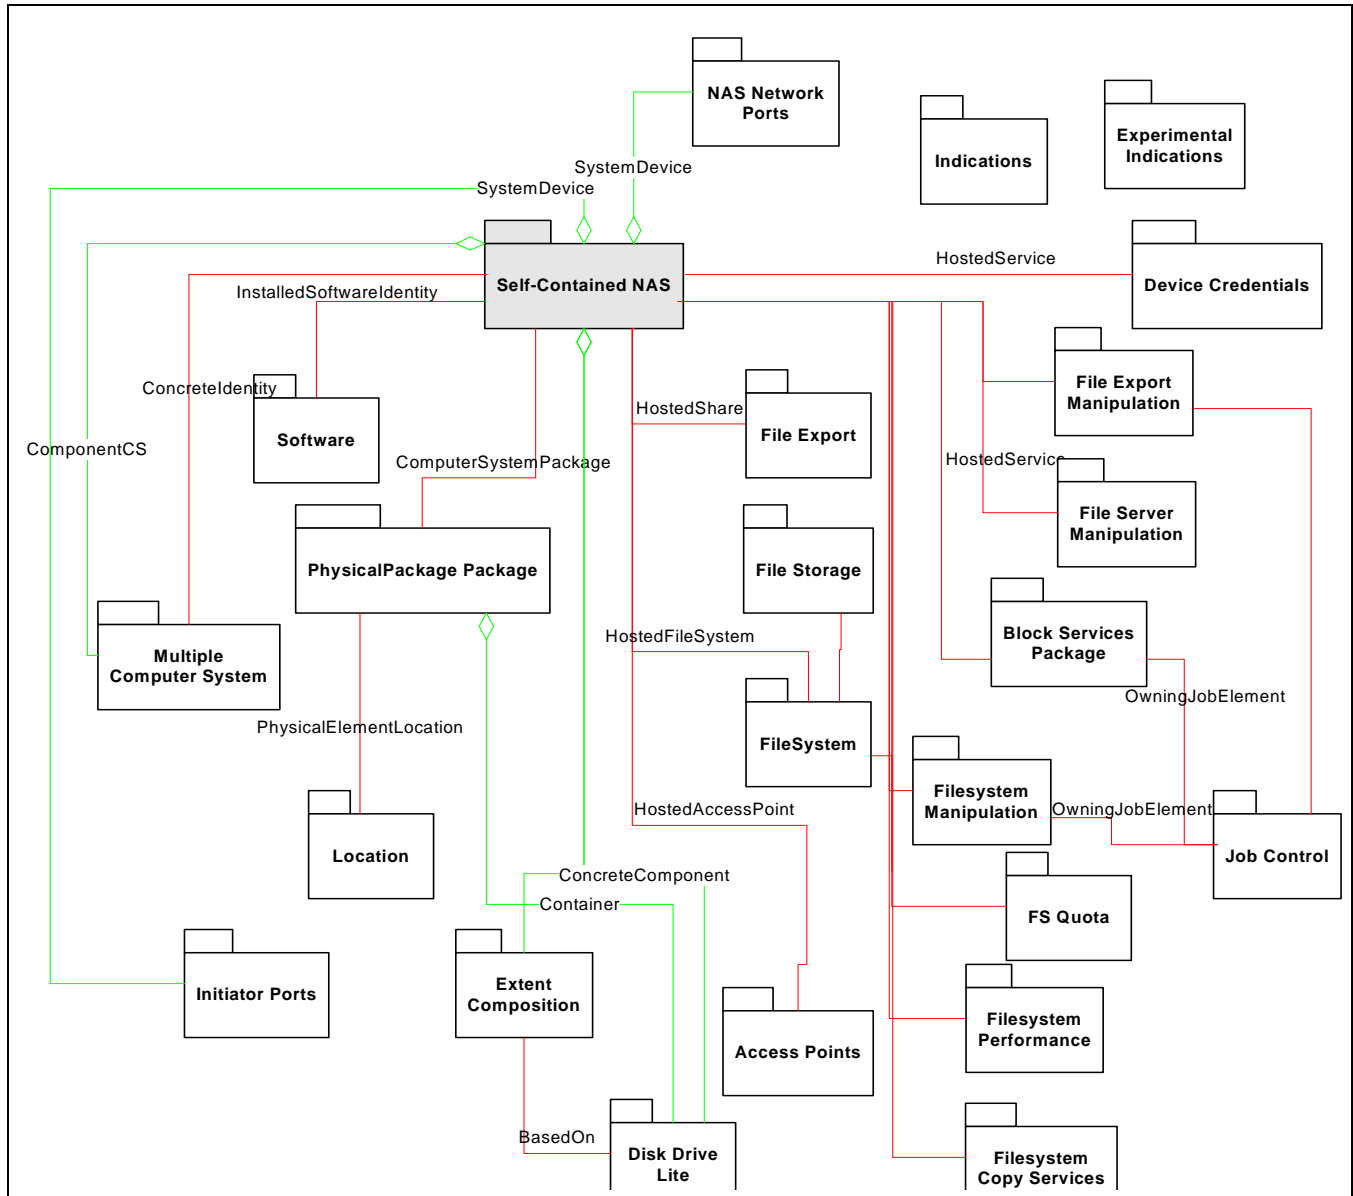 NAS Network
Ports
Indications
Experimental
Indications
SystemDevice
SystemDevice
Self-Contained NAS
HostedService
Device Credentials
InstalledSoftwareIdentity
ConcreteIdentity
Software
ComponentCS
ComputerSystemPackage
HostedShare
File Export
File Export
Manipulation
HostedService
File Server
Manipulation
PhysicalPackage Package
File Storage
Block Services
Package
HostedFileSystem
Multiple
Computer System
OwningJobElement
PhysicalElementLocation
FileSystem
Filesystem
Manipulation
OwningJobElement
HostedAccessPoint
Location
Job Control
ConcreteComponent
Container
FS Quota
Initiator Ports
Extent
Composition
Access Points
Filesystem
Performance
BasedOn
Disk Drive
Lite
Filesystem
Copy Services